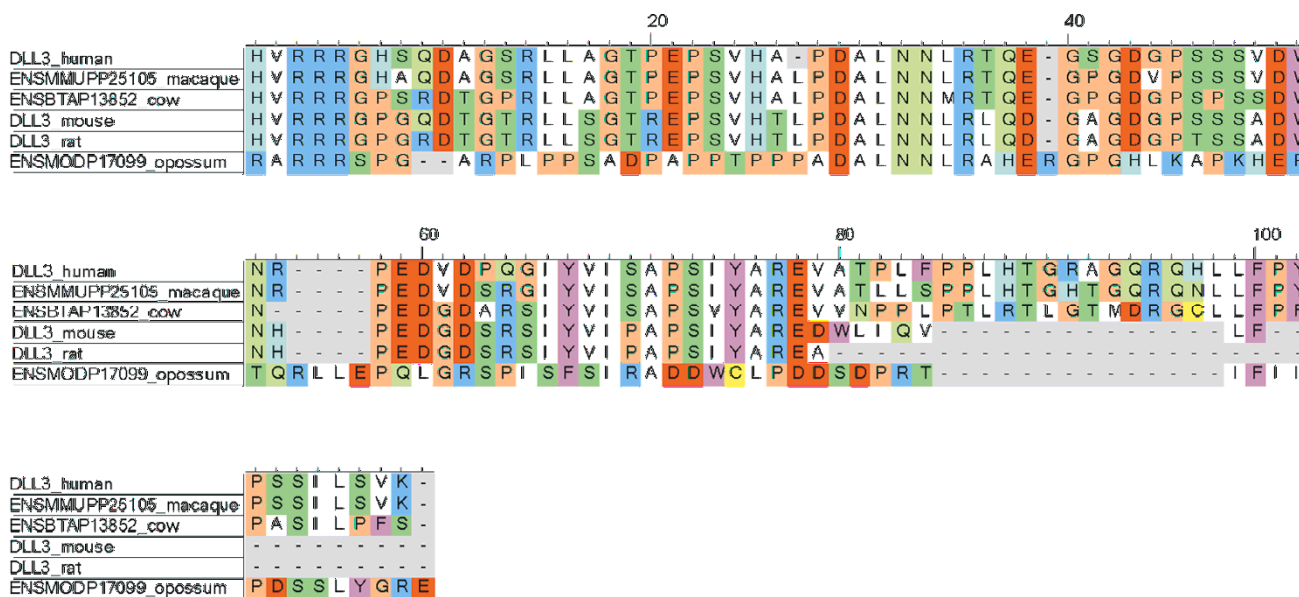 20 40
DLL3_human H V R R R G H S Q D A G S R L L A G T P E P S V H A - P D A L N N L R T Q E - G S G D G P S S S V D W
ENSMMUPP25105_macaque H V R R R G H A Q D A G S R L L A G T P E P S V H A L P D A L N N L R T Q E - G P G D V P S S S V D W
ENSBTAP13852_cow H V R R R G P S R D T G P R L L A G T P E P S V H A L P D A L N N M R T Q E - G P G D G P S P S S D W
DLL3_mouse H V R R R G P G Q D T G T R L L S G T R E P S V H T L P D A L N N L R L Q D - G A G D G P S S S A D W
DLL3_rat H V R R R G P G R D T G T R L L S G T R E P S V H T L P D A L N N L R L Q D - G A G D G P T S S A D W
ENSMODP17099_opossum R A R R R S P G - - A R P L P P S A D P A P P T P P P A D A L N N L R A H E R G P G H L K A P K H E
60 80 100
DLL3_human N R - - - - P E D V D P Q G I Y V I S A P S I Y A R E V A T P L F P P L H T G R A G Q R Q H L L F P Y
ENSMMUPP25105_macaque N R - - - - P E D V D S R G I Y V I S A P S I Y A R E V A T L L S P P L H T G H T G Q R Q N L L F P Y
ENSBTAP13852_cow N - - - - - P E D G D A R S I Y V I S A P S V Y A R E V V N P P L P T L R T L G T M D R G C L L F P
DLL3_mouse N H - - - - P E D G D S R S I Y V I P A P S I Y A R E D W L I Q V - - - - - - - - - - - - - - L F - -
DLL3_rat N H - - - - P E D G D S R S I Y V I P A P S I Y A R E A - - - - - - - - - - - - - - - - - - - - - - -
ENSMODP17099_opossum T Q R L L E P Q L G R S P I S F S I R A D D W C L P D D S D P R T - - - - - - - - - - - - - - I F I I
DLL3_human P S S I L S V K -
ENSMMUPP25105_macaque P S S I L S V K -
ENSBTAP13852_cow P A S I L P F S -
DLL3_mouse - - - - - - - - -
DLL3_rat - - - - - - - - -
ENSMODP17099_opossum P D S S L Y G R E